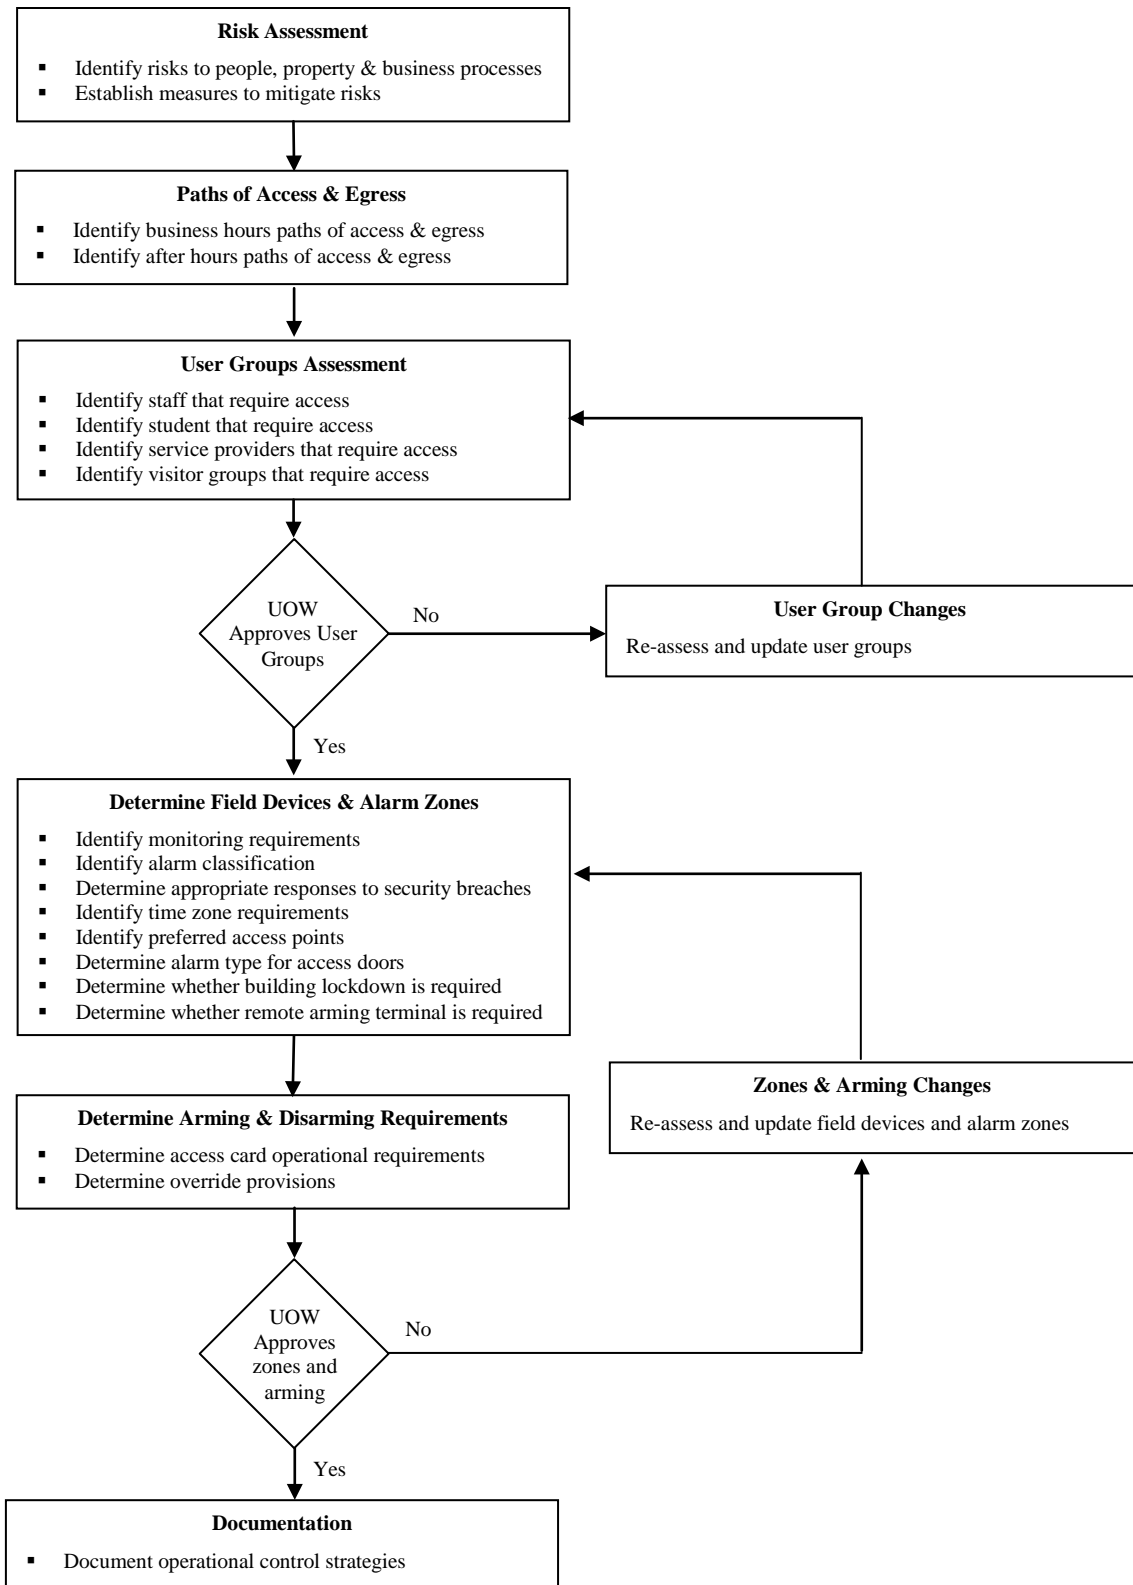 Risk Assessment
▪ Identify risks to people, property & business processes
▪ Establish measures to mitigate risks
Paths of Access & Egress
▪ Identify business hours paths of access & egress
▪ Identify after hours paths of access & egress
User Groups Assessment
▪ Identify staff that require access
▪ Identify student that require access
▪ Identify service providers that require access
▪ Identify visitor groups that require access
UOW
Approves User
Groups
No
User Group Changes
Re-assess and update user groups
Yes
Determine Field Devices & Alarm Zones
▪ Identify monitoring requirements
▪ Identify alarm classification
▪ Determine appropriate responses to security breaches
▪ Identify time zone requirements
▪ Identify preferred access points
▪ Determine alarm type for access doors
▪ Determine whether building lockdown is required
▪ Determine whether remote arming terminal is required
Zones & Arming Changes
Re-assess and update field devices and alarm zones
Determine Arming & Disarming Requirements
▪ Determine access card operational requirements
▪ Determine override provisions
UOW
Approves
zones and
arming
No
Yes
Documentation
▪ Document operational control strategies